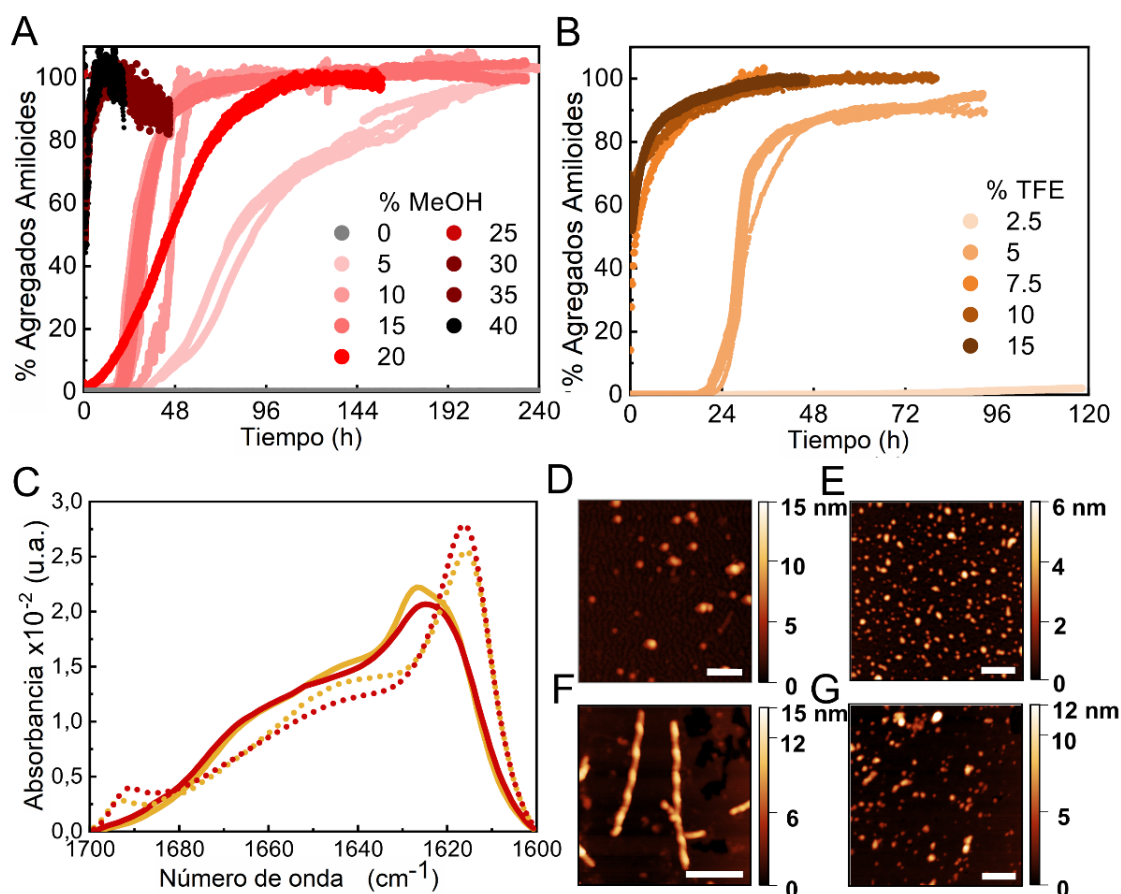 A
% Agregados Amiloides
100
80
60
40
20
0
% MeOH
0
5
10
15
20
25
30
35
40
0 48 96 144 192 240
Tiempo (h)
B
% Agregados Amiloides
100
80
60
40
20
0
% TFE
2.5
5
7.5
10
15
0 24 48 72 96 120
Tiempo (h)
C
Absorbancia x10-2 (u.a.)
3,0
2,5
2,0
1,5
1,0
0,5
0,0
1700 1680 1660 1640 1620 1600
Número de onda (cm-1)
D
15 nm
10
5
0
E
6 nm
4
2
0
F
15 nm
12
6
0
G
12 nm
10
5
0